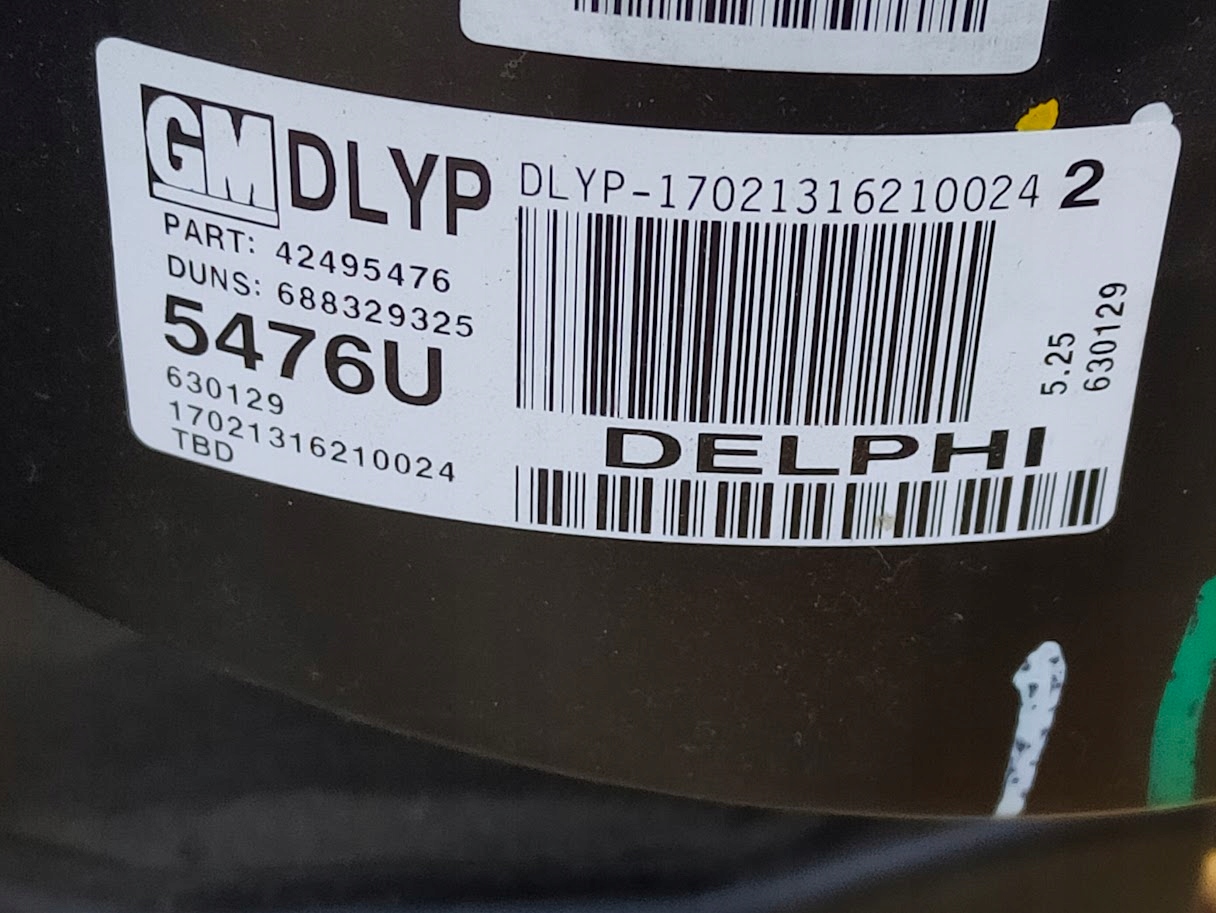 GM DLYP
PART: 42495476
DUNS: 688329325
5476U
630129
17021316210024
TBD
DLYP-17021316210024 2
5.25
630129
DELPHI